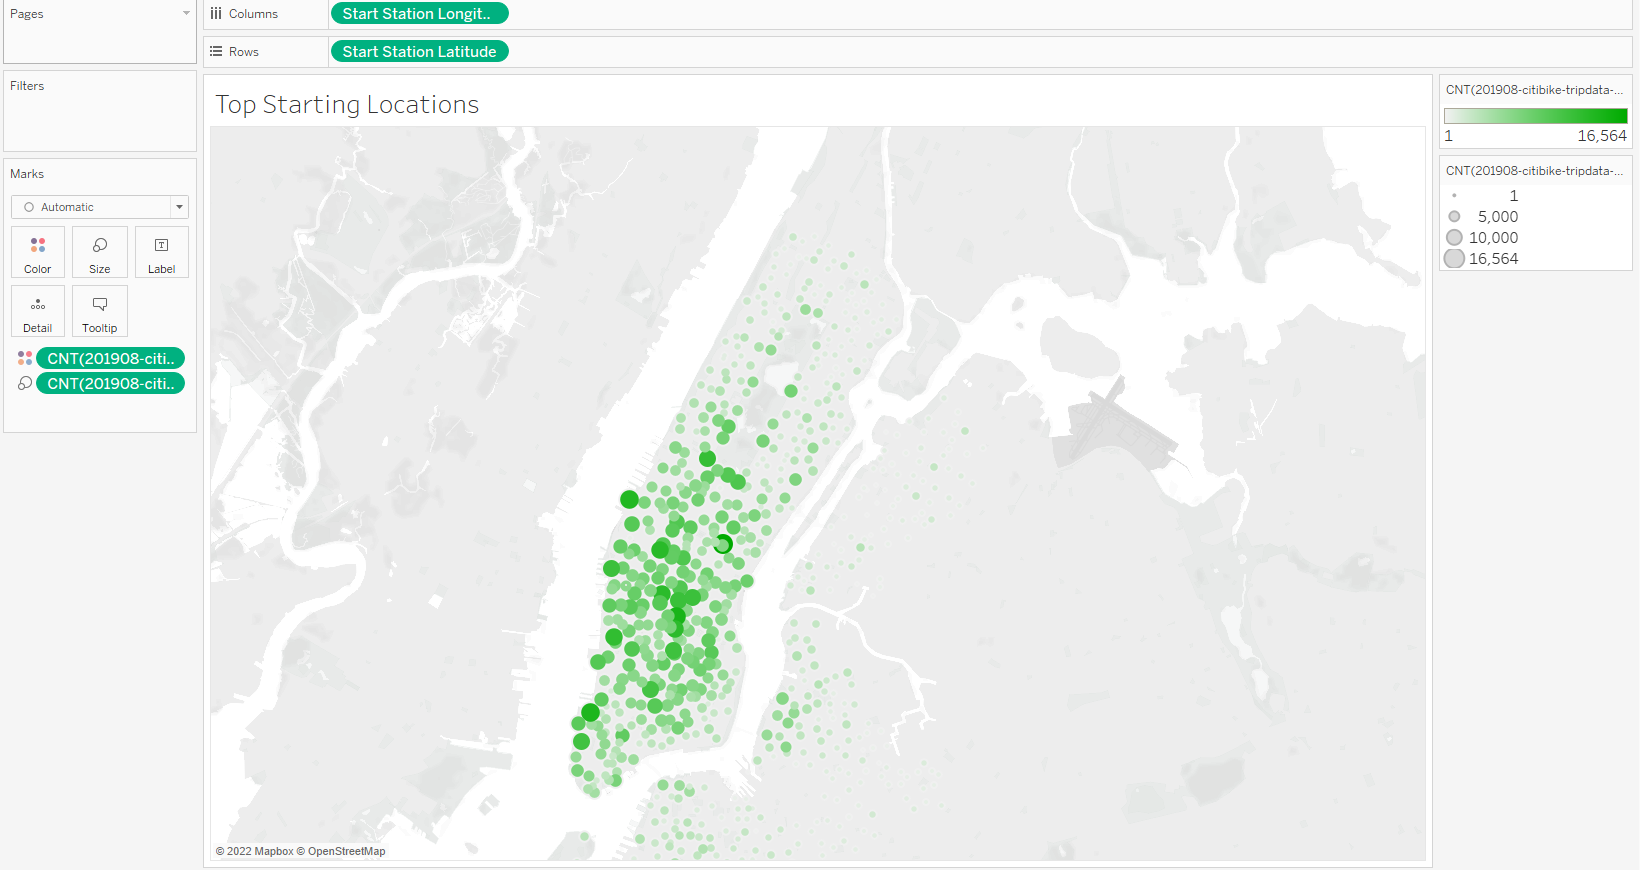 Pages
Columns
Start Station Longit..
Rows
Start Station Latitude
Filters
Marks
Automatic
Color
Size
Label
Detail
Tooltip
CNT(201908-citi..
CNT(201908-citi..
Top Starting Locations
© 2022 Mapbox © OpenStreetMap
CNT(201908-citibike-tripdata-...
1
16,564
CNT(201908-citibike-tripdata-...
1
5,000
10,000
16,564